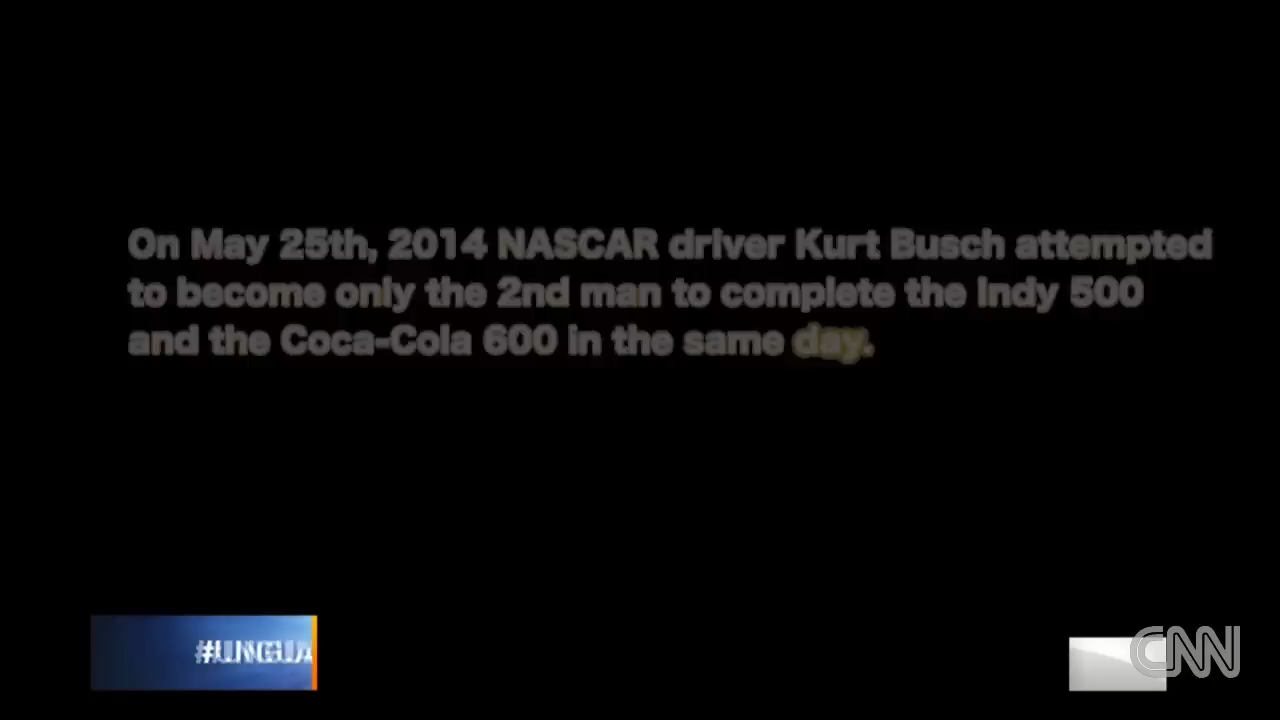 On May 25th, 2014 NASCAR driver Kurt Busch attempted
to become only the 2nd man to complete the Indy 500
and the Coca-Cola 600 in the same day.
#UNGUA
CNN